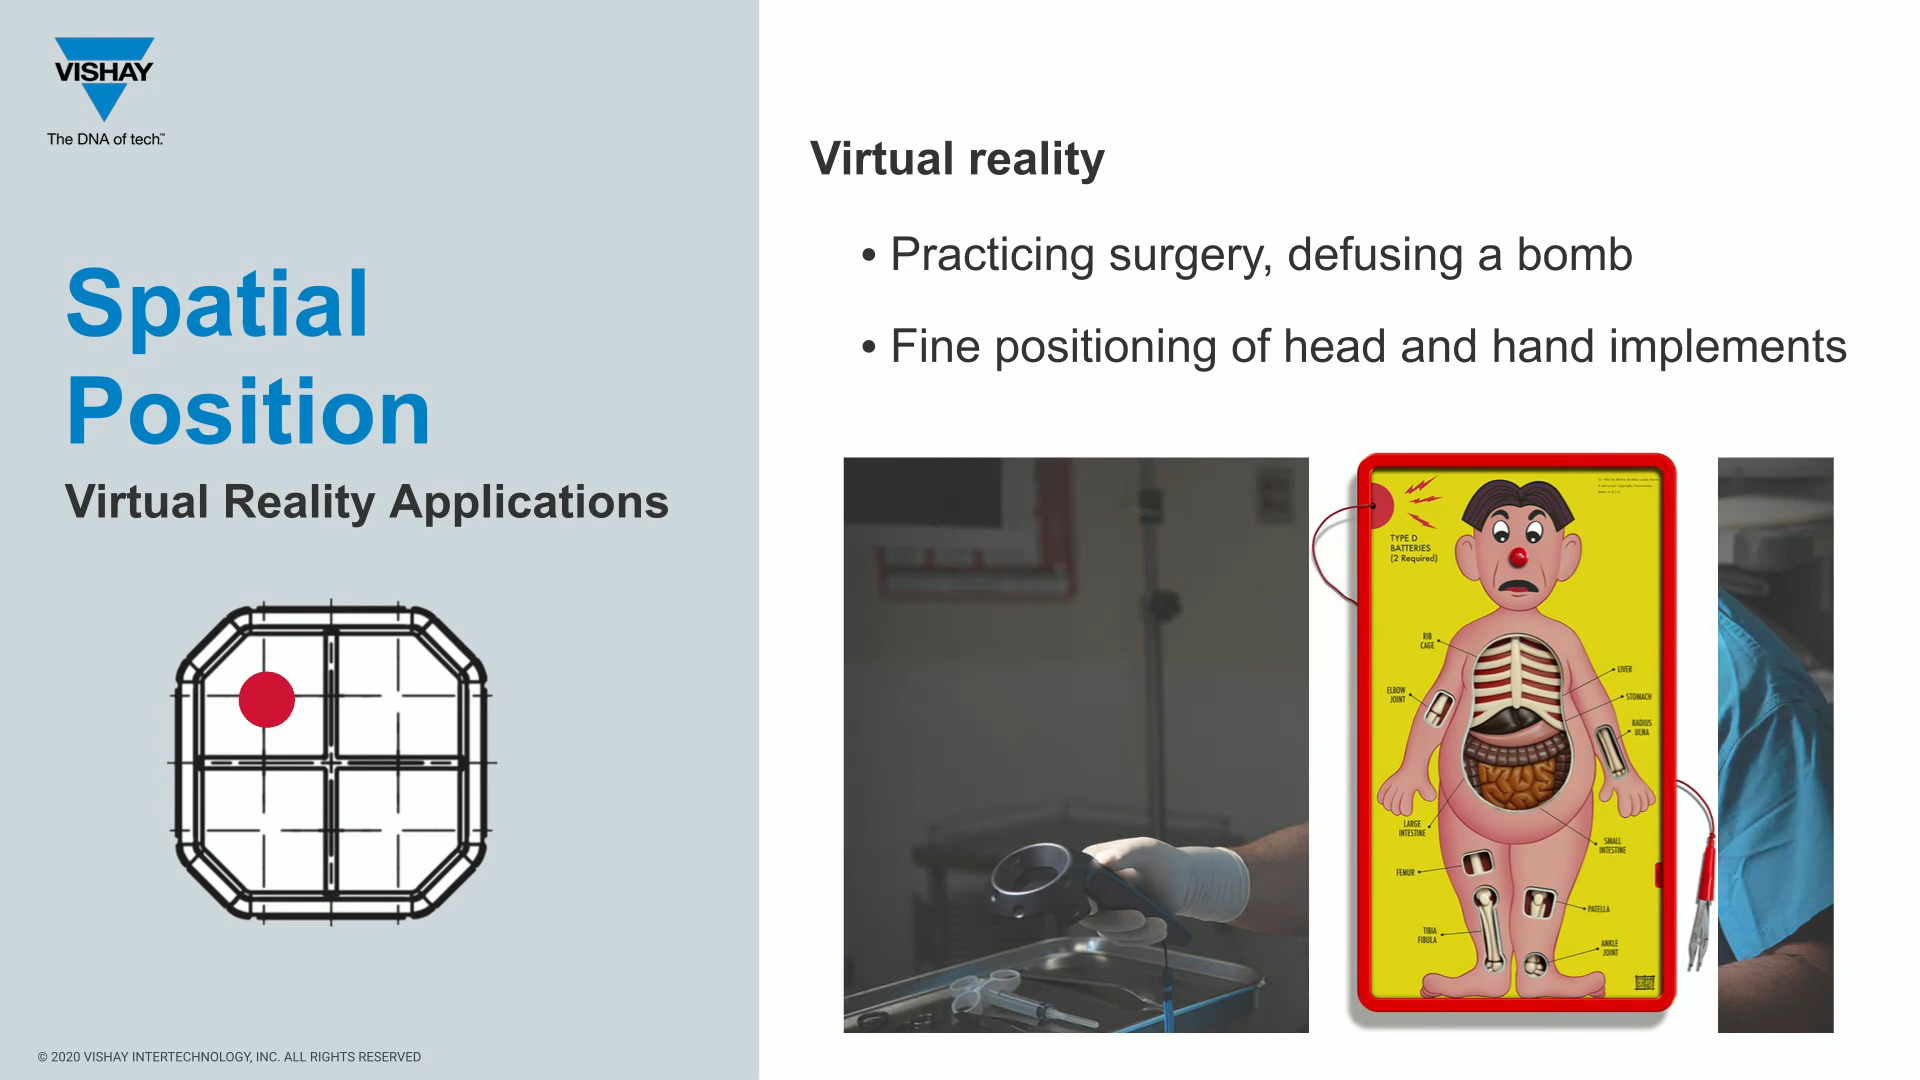 VISHAY
The DNA of tech™
Spatial
Position
Virtual Reality Applications
© 2020 VISHAY INTERTECHNOLOGY, INC. ALL RIGHTS RESERVED
Virtual reality
• Practicing surgery, defusing a bomb
• Fine positioning of head and hand implements
TYPE D
BATTERIES
(2 Required)
RIB
CAGE
LIVER
ELBOW
JOINT
STOMACH
RADIUS
ULNA
LARGE
INTESTINE
SMALL
INTESTINE
FEMUR
PATELLA
TIBIA
FIBULA
ANKLE
JOINT